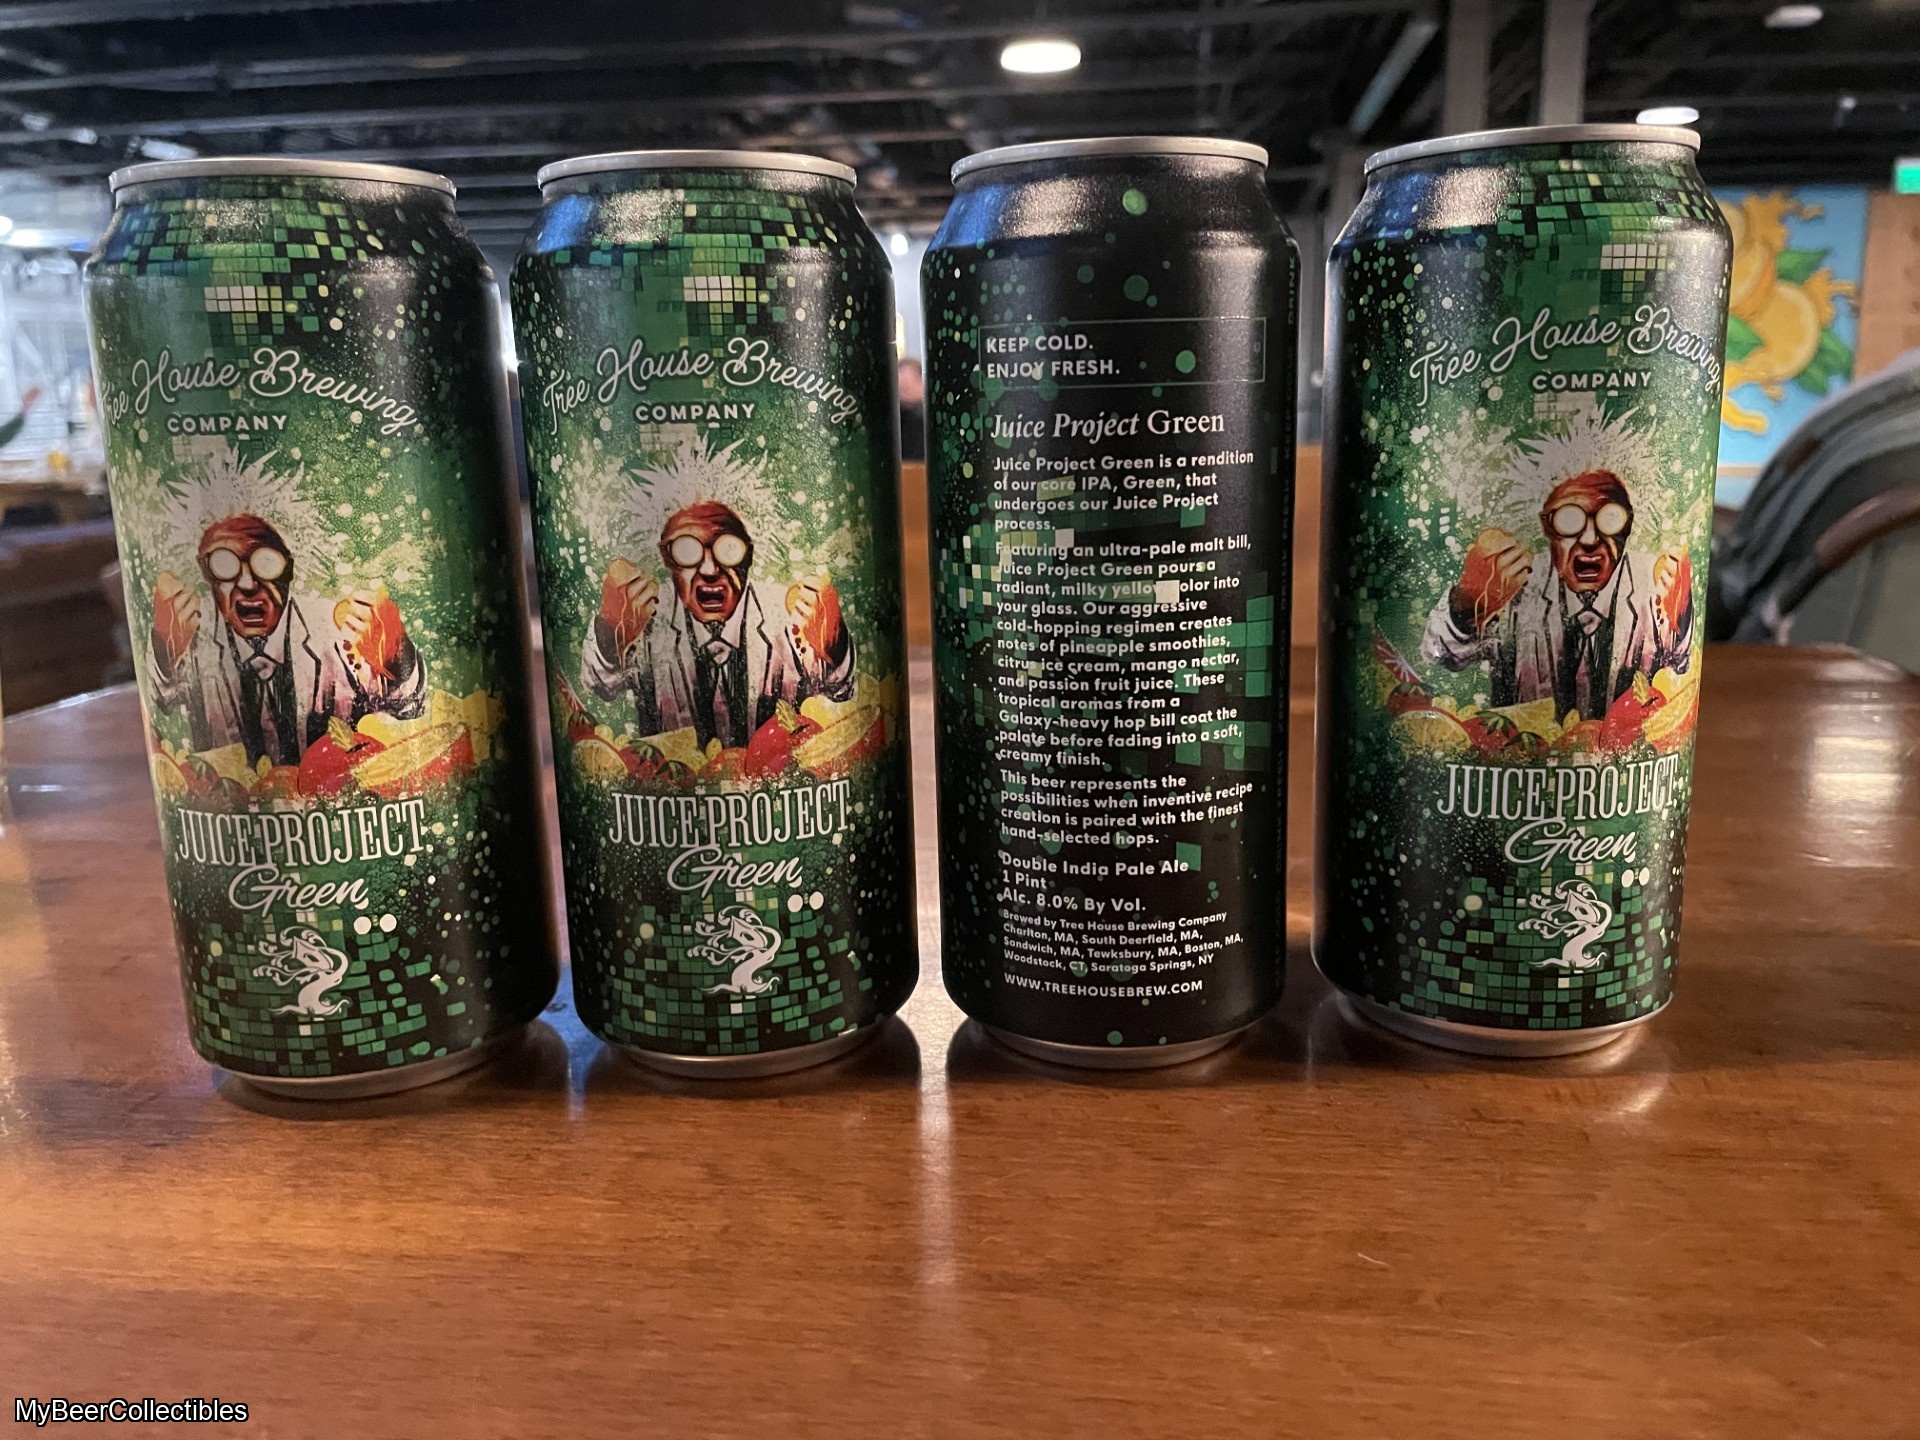 Tree House Brewing
COMPANY
JUICE PROJECT
Green
Tree House Brewing
COMPANY
JUICE PROJECT
Green
KEEP COLD.
ENJOY FRESH.
Juice Project Green
Juice Project Green is a rendition
of our core IPA, Green, that
undergoes our Juice Project
process.
Featuring an ultra-pale malt bill,
Juice Project Green pours a
radiant, milky yellow color into
your glass. Our aggressive
cold-hopping regimen creates
notes of pineapple smoothies,
citrus ice cream, mango nectar,
and passion fruit juice. These
tropical aromas from a
Galaxy-heavy hop bill coat the
palate before fading into a soft,
creamy finish.
This beer represents the
possibilities when inventive recipe
creation is paired with the finest
hand-selected hops.
Double India Pale Ale
1 Pint
Alc. 8.0% By Vol.
Brewed by Tree House Brewing Company
Charlton, MA, South Deerfield, MA,
Sandwich, MA, Tewksbury, MA, Boston, MA,
Woodstock, CT, Saratoga Springs, NY
WWW.TREEHOUSEBREW.COM
Tree House Brewing
COMPANY
JUICE PROJECT
Green
MyBeerCollectibles